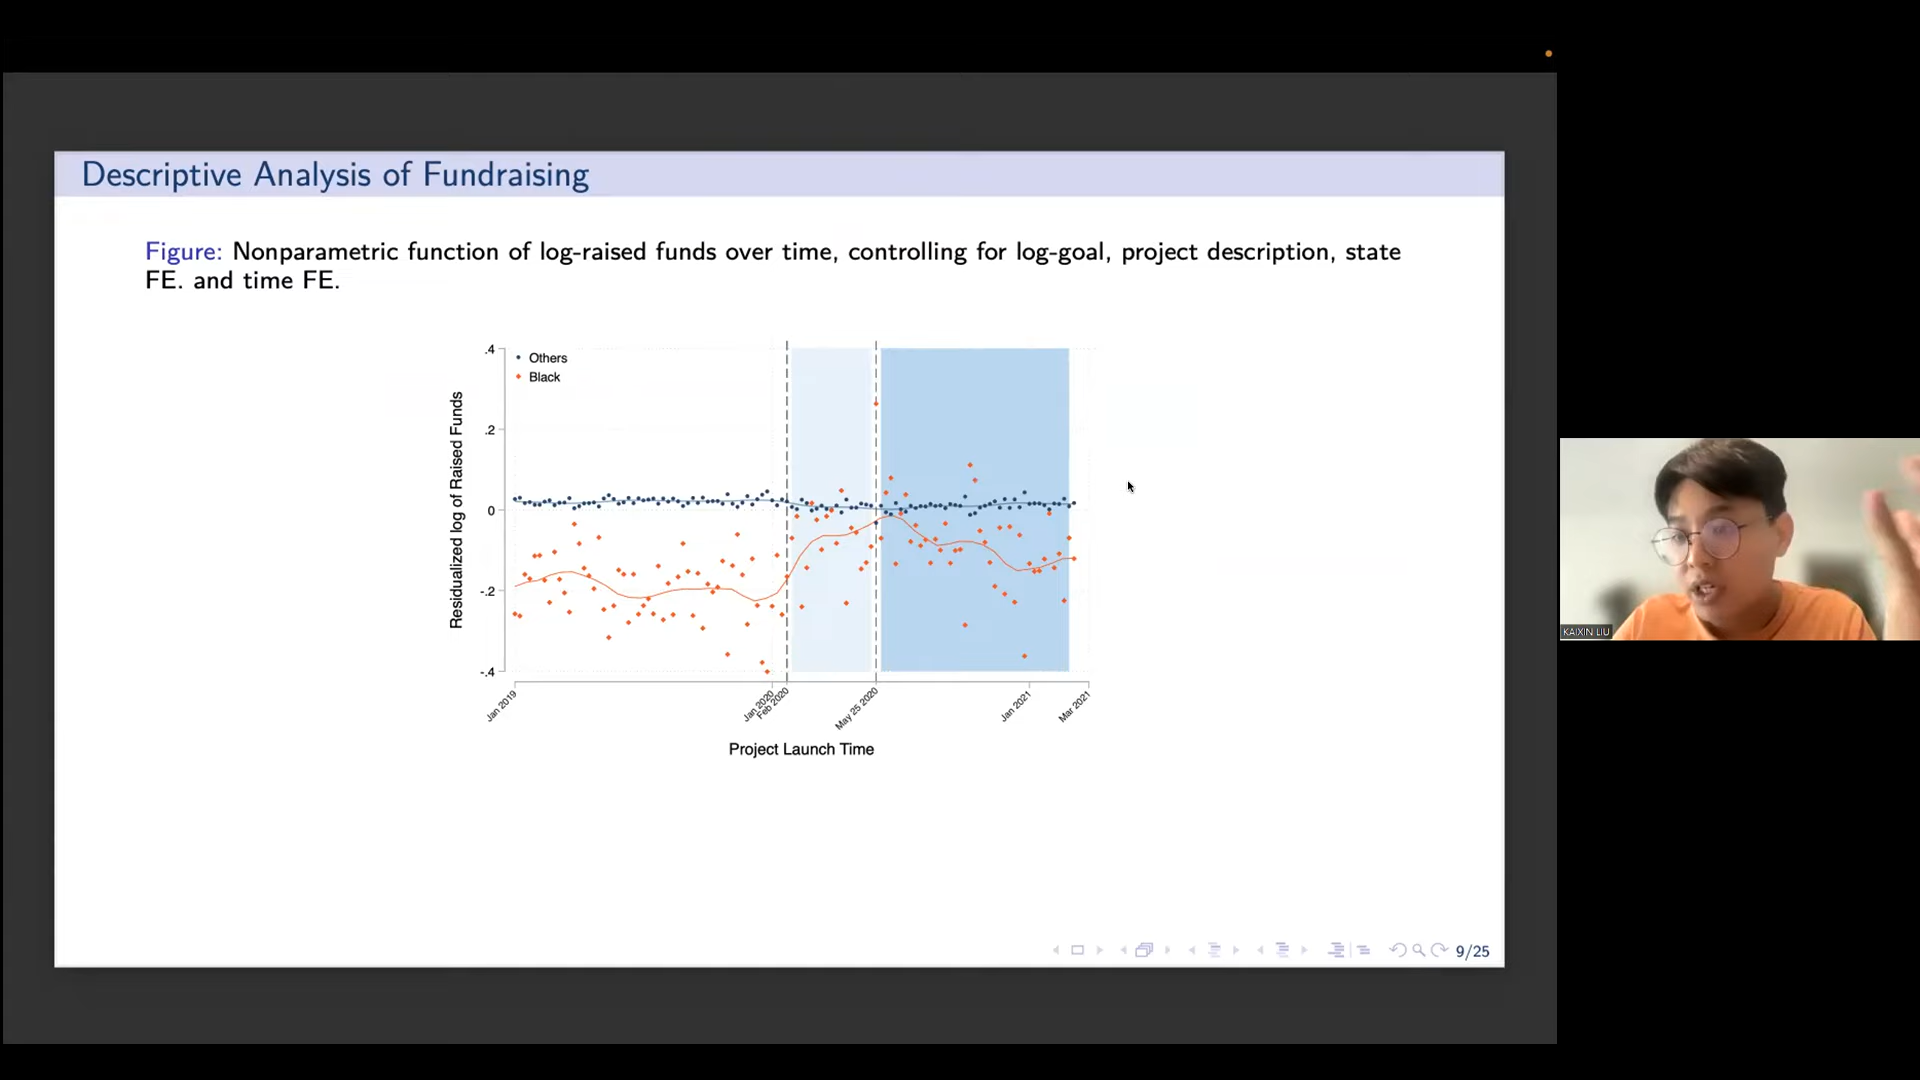 Descriptive Analysis of Fundraising
Figure: Nonparametric function of log-raised funds over time, controlling for log-goal, project description, state
FE. and time FE.
Others
Black
.4
.2
0
-.2
-.4
Residualized log of Raised Funds
Jan 2019
Jan 2020
Feb 2020
May 25 2020
Jan 2021
Mar 2021
Project Launch Time
9/25
KAIXIN LIU